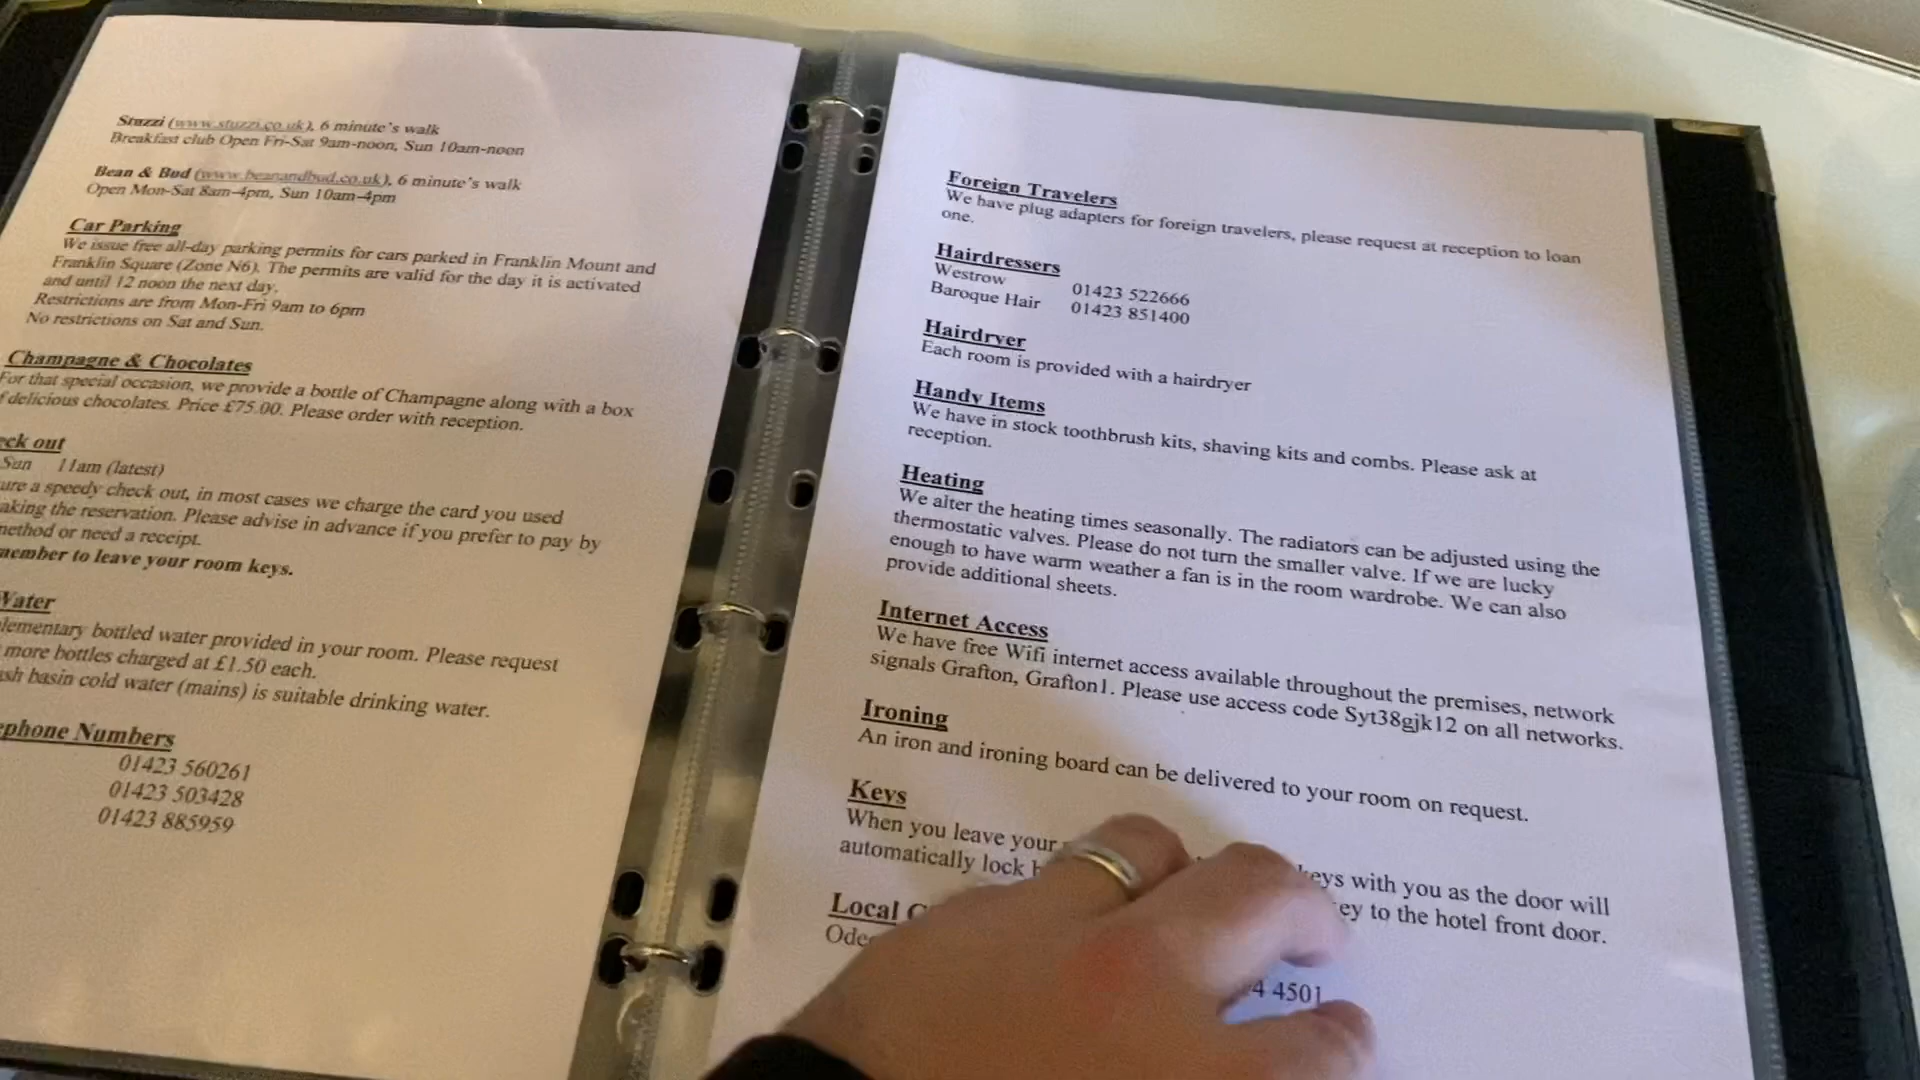 Stuzzi (www.stuzzi.co.uk), 6 minute's walk
Breakfast club Open Fri-Sat 9am-noon, Sun 10am-noon
Bean & Bud (www.beanandbud.co.uk), 6 minute's walk
Open Mon-Sat 8am-4pm, Sun 10am-4pm
Car Parking
We issue free all-day parking permits for cars parked in Franklin Mount and
Franklin Square (Zone N6). The permits are valid for the day it is activated
and until 12 noon the next day.
Restrictions are from Mon-Fri 9am to 6pm
No restrictions on Sat and Sun.
Champagne & Chocolates
For that special occasion, we provide a bottle of Champagne along with a box
f delicious chocolates. Price £75.00. Please order with reception.
eck out
Sun 11am (latest)
ure a speedy check out, in most cases we charge the card you used
aking the reservation. Please advise in advance if you prefer to pay by
method or need a receipt.
member to leave your room keys.
Water
lementary bottled water provided in your room. Please request
more bottles charged at £1.50 each.
sh basin cold water (mains) is suitable drinking water.
ephone Numbers
01423 560261
01423 503428
01423 885959
Foreign Travelers
We have plug adapters for foreign travelers, please request at reception to loan
one.
Hairdressers
Westrow 01423 522666
Baroque Hair 01423 851400
Hairdryer
Each room is provided with a hairdryer
Handy Items
We have in stock toothbrush kits, shaving kits and combs. Please ask at
reception.
Heating
We alter the heating times seasonally. The radiators can be adjusted using the
thermostatic valves. Please do not turn the smaller valve. If we are lucky
enough to have warm weather a fan is in the room wardrobe. We can also
provide additional sheets.
Internet Access
We have free Wifi internet access available throughout the premises, network
signals Grafton, Grafton1. Please use access code Syt38gjk12 on all networks.
Ironing
An iron and ironing board can be delivered to your room on request.
Keys
When you leave your keys with you as the door will
automatically lock ey to the hotel front door.
Local
Ode
4 4501